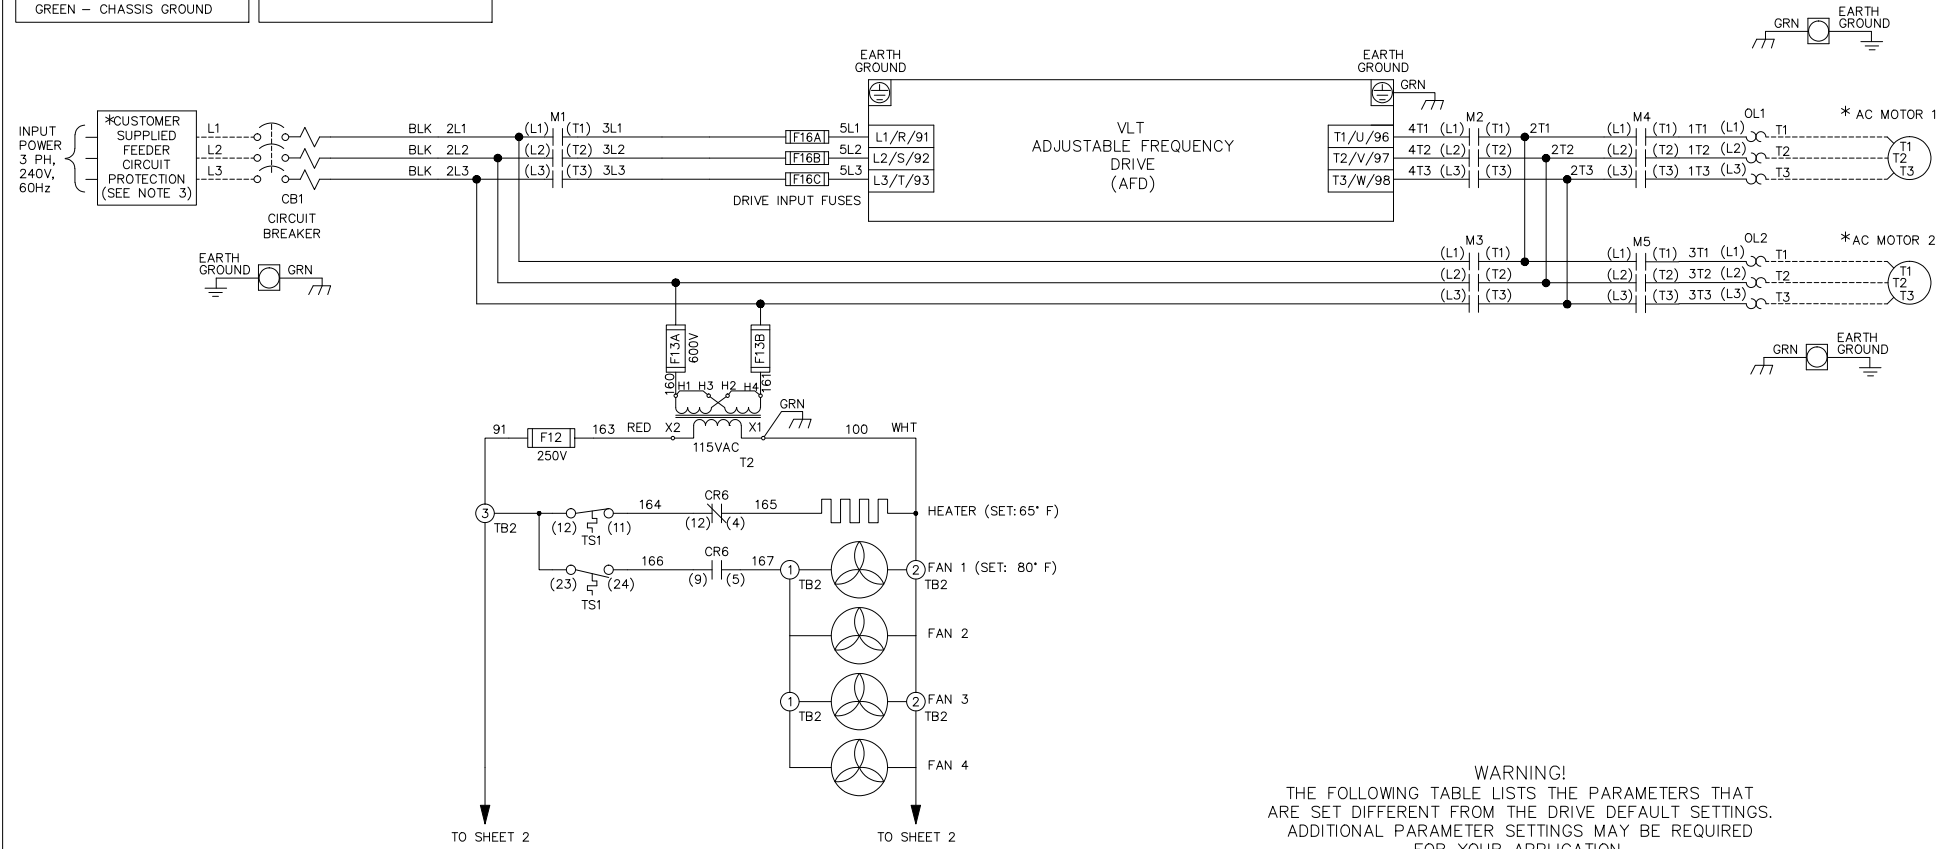 GREEN – CHASSIS GROUND
GRN
EARTH
GROUND
INPUT
POWER
3 PH,
240V,
60Hz
*CUSTOMER
SUPPLIED
FEEDER
CIRCUIT
PROTECTION
(SEE NOTE 3)
L1
L2
L3
CB1
CIRCUIT
BREAKER
BLK 2L1
BLK 2L2
BLK 2L3
M1
(L1) (T1) 3L1
(L2) (T2) 3L2
(L3) (T3) 3L3
F16A 5L1
F16B 5L2
F16C 5L3
DRIVE INPUT FUSES
EARTH
GROUND
L1/R/91
L2/S/92
L3/T/93
VLT
ADJUSTABLE FREQUENCY
DRIVE
(AFD)
EARTH
GROUND
GRN
T1/U/96
T2/V/97
T3/W/98
M2
4T1 (L1) (T1) 2T1
4T2 (L2) (T2) 2T2
4T3 (L3) (T3) 2T3
M4
(L1) (T1) 1T1 (L1) T1
(L2) (T2) 1T2 (L2) T2
(L3) (T3) 1T3 (L3) T3
OL1
* AC MOTOR 1
T1
T2
T3
M3
(L1) (T1)
(L2) (T2)
(L3) (T3)
M5
(L1) (T1) 3T1 (L1) T1
(L2) (T2) 3T2 (L2) T2
(L3) (T3) 3T3 (L3) T3
OL2
*AC MOTOR 2
T1
T2
T3
EARTH
GROUND
GRN
GRN
EARTH
GROUND
F13A
600V
F13B
160
161
H1 H3 H2 H4
GRN
91
F12
250V
163 RED X2
X1 100 WHT
115VAC
T2
3
TB2
(12) (11)
TS1
164
CR6
(12) (4)
165
HEATER (SET: 65° F)
(23) (24)
TS1
166
CR6
(9) (5)
167
1
TB2
2
TB2
FAN 1 (SET: 80° F)
FAN 2
1
TB2
2
TB2
FAN 3
FAN 4
TO SHEET 2
TO SHEET 2
WARNING!
THE FOLLOWING TABLE LISTS THE PARAMETERS THAT
ARE SET DIFFERENT FROM THE DRIVE DEFAULT SETTINGS.
ADDITIONAL PARAMETER SETTINGS MAY BE REQUIRED
FOR YOUR APPLICATION